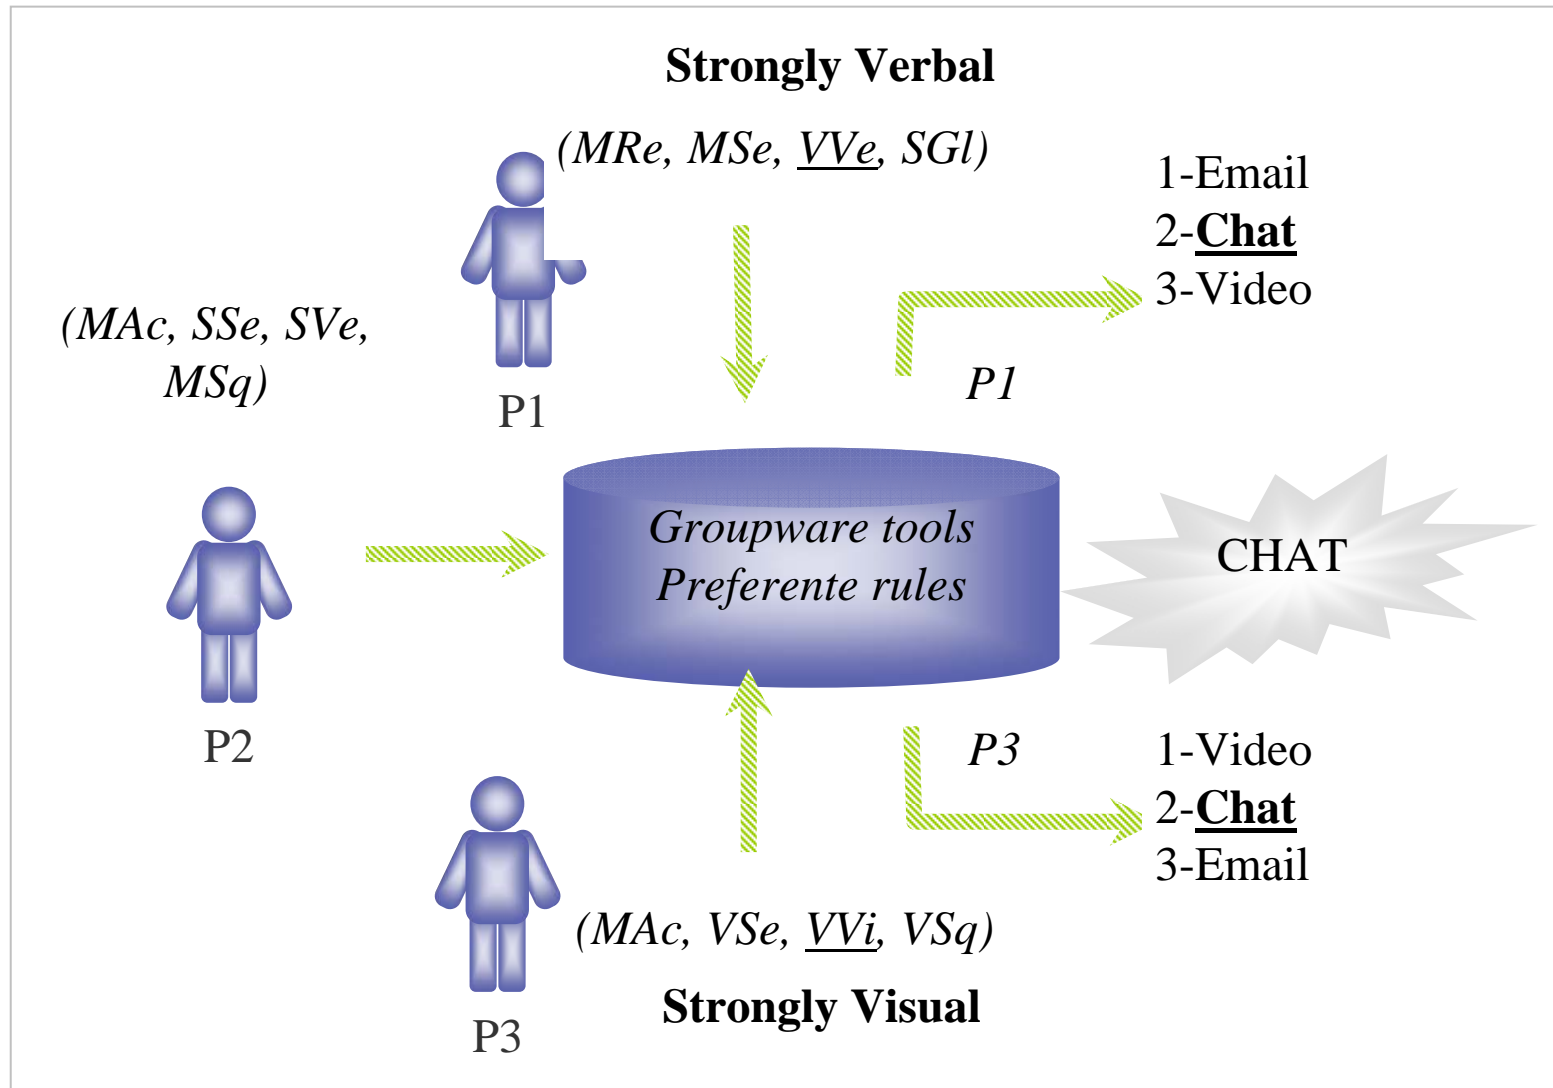 Strongly Verbal
(MRe, MSe, VVe, SGl)
1-Email
2-Chat
3-Video
(MAc, SSe, SVe,
MSq)
P1
P1
Groupware tools
Preferente rules
CHAT
P2
P3
1-Video
2-Chat
3-Email
(MAc, VSe, VVi, VSq)
Strongly Visual
P3